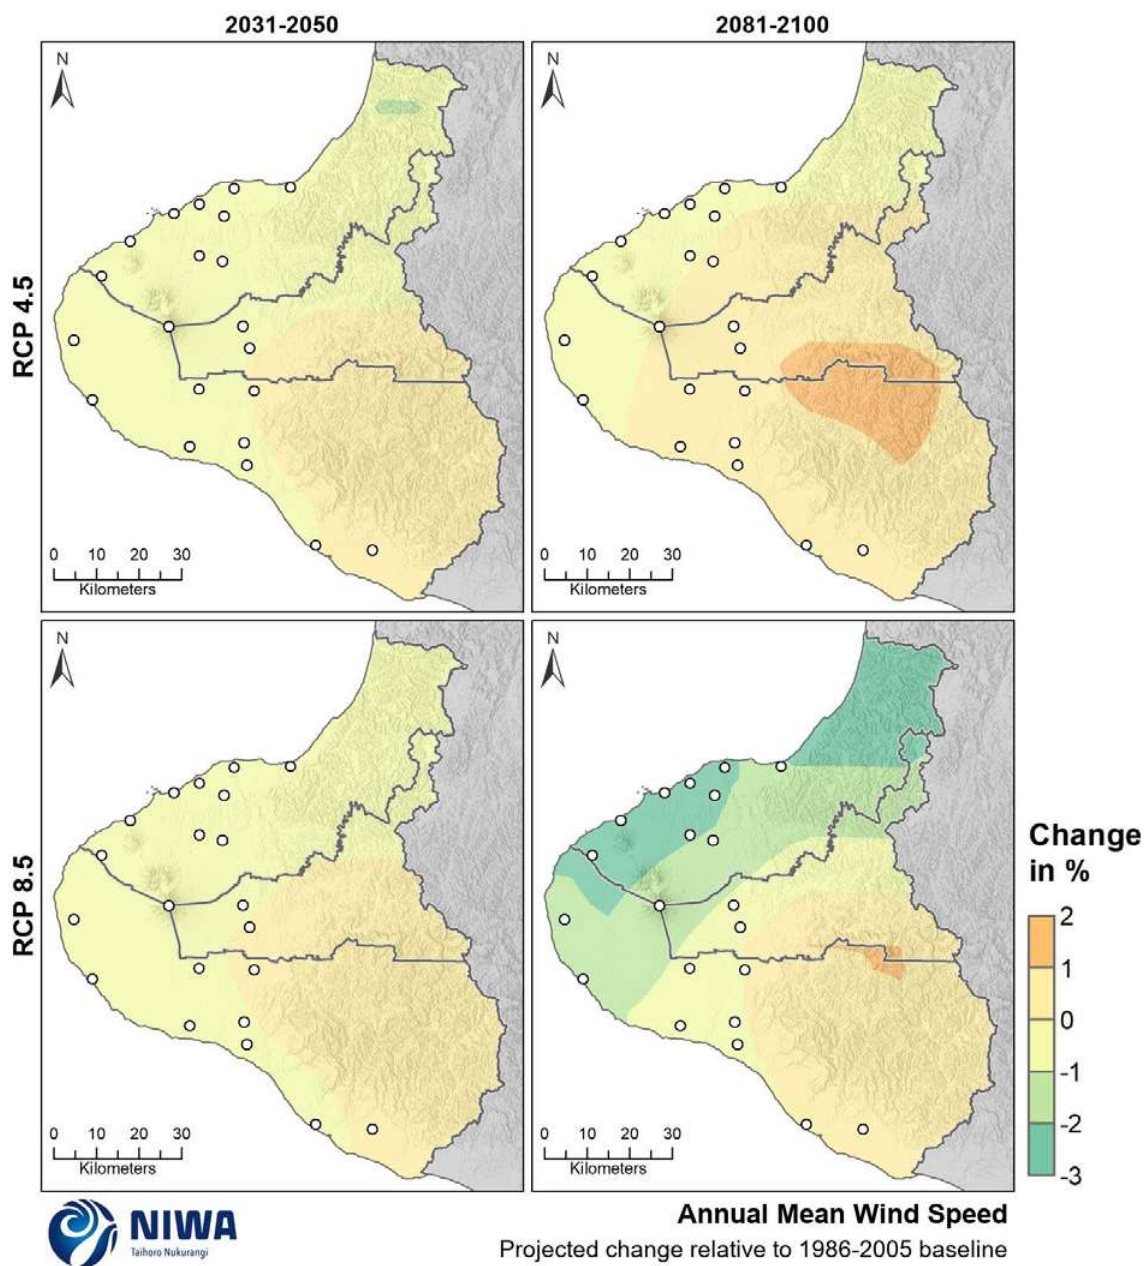 2031-2050
2081-2100
RCP 4.5
N
0 10 20 30
Kilometers
N
0 10 20 30
Kilometers
RCP 8.5
N
0 10 20 30
Kilometers
N
0 10 20 30
Kilometers
Change
in %
2
1
0
-1
-2
-3
NIWA
Taihoro Nukurangi
Annual Mean Wind Speed
Projected change relative to 1986-2005 baseline